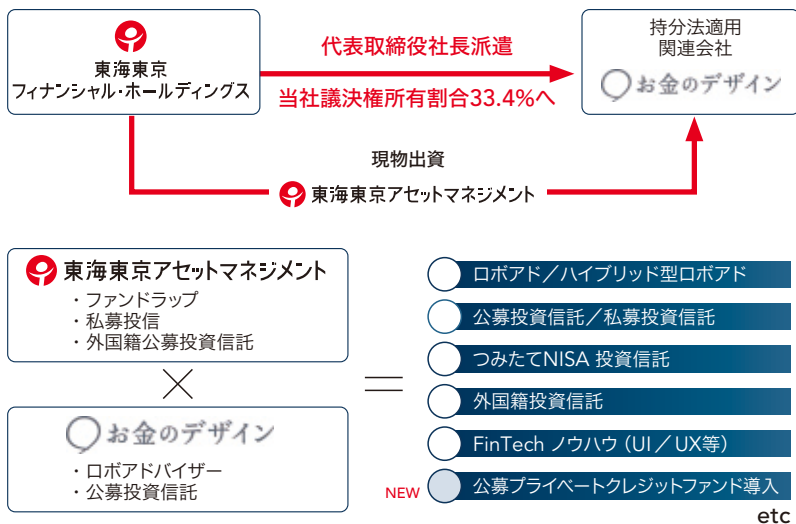 東海東京
フィナンシャル・ホールディングス
代表取締役社長派遣
当社議決権所有割合33.4%へ
持分法適用
関連会社
お金のデザイン
現物出資
東海東京アセットマネジメント
東海東京アセットマネジメント
・ファンドラップ
・私募投信
・外国籍公募投資信託
×
お金のデザイン
・ロボアドバイザー
・公募投資信託
＝
ロボアド／ハイブリッド型ロボアド
公募投資信託／私募投資信託
つみたてNISA 投資信託
外国籍投資信託
FinTech ノウハウ（UI／UX等）
NEW 公募プライベートクレジットファンド導入
etc